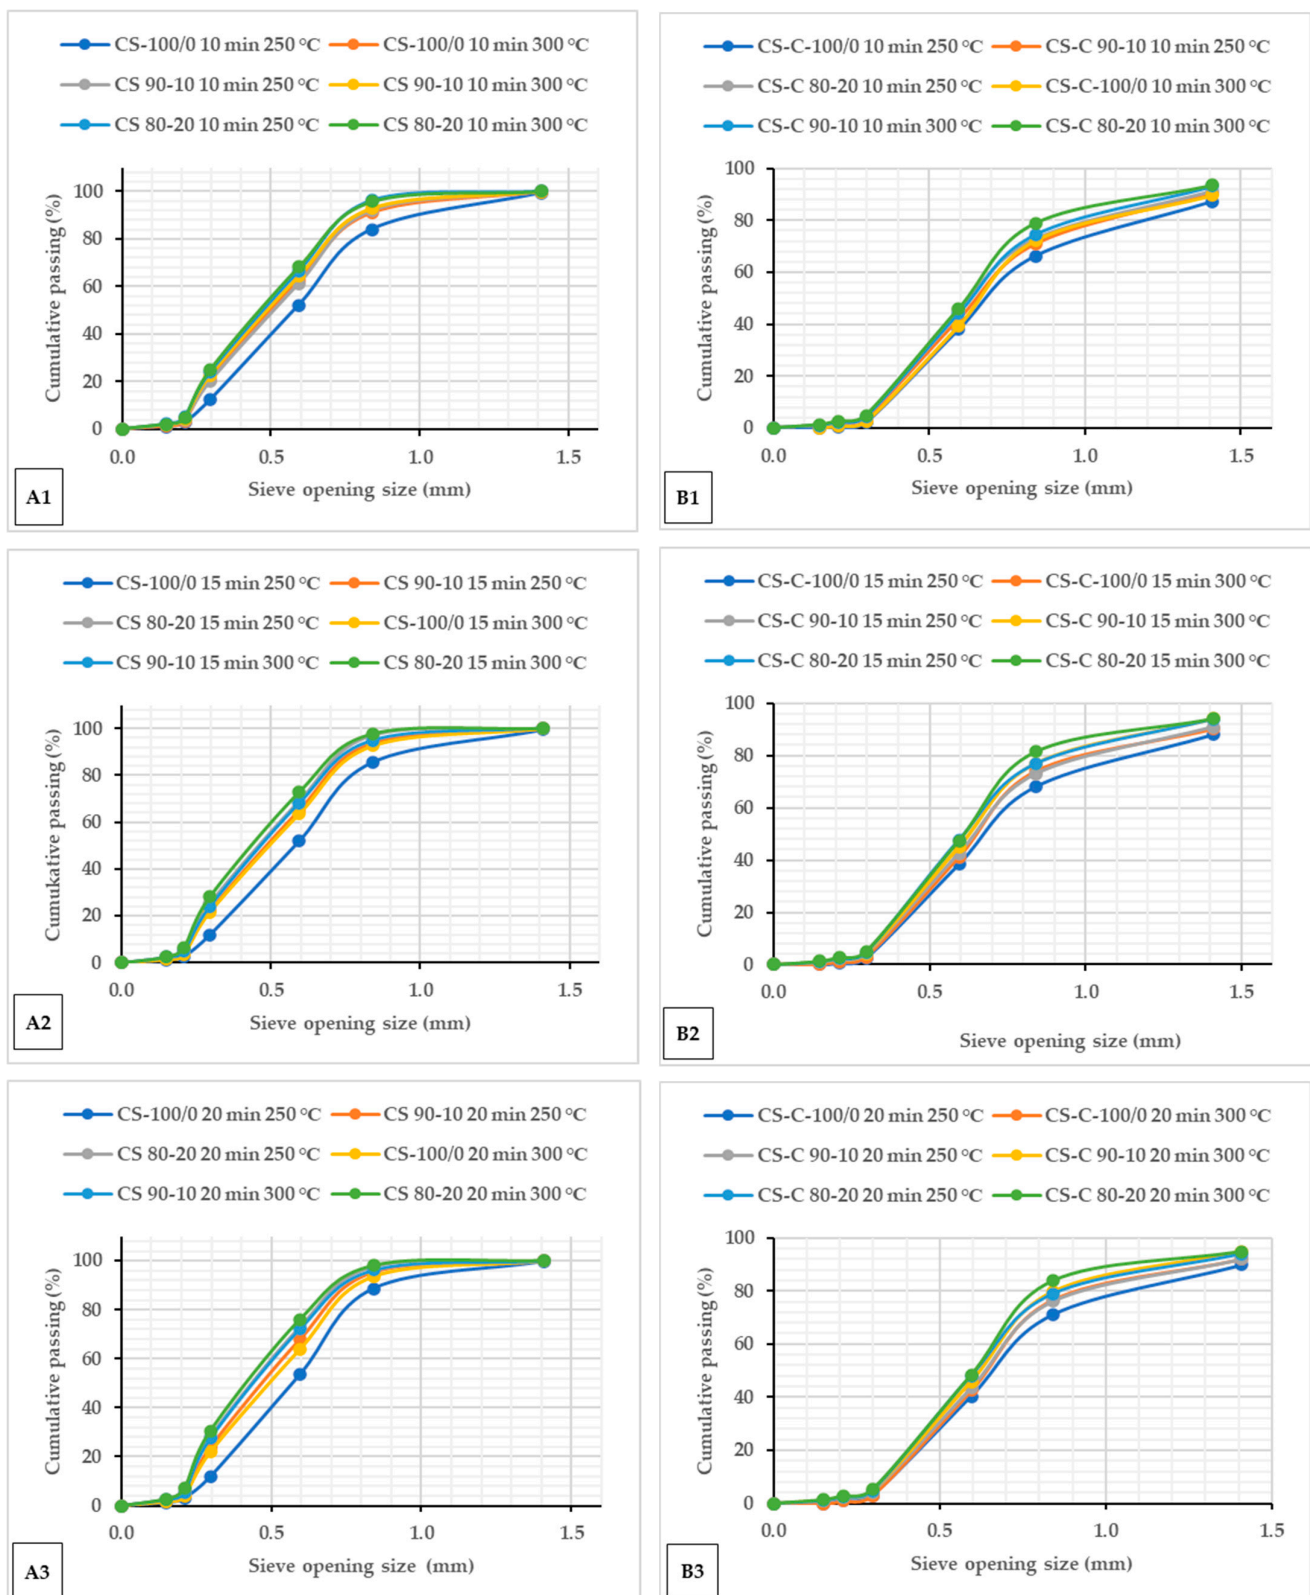 CS-100/0 10 min 250 °C
CS-100/0 10 min 300 °C
CS 90-10 10 min 250 °C
CS 90-10 10 min 300 °C
CS 80-20 10 min 250 °C
CS 80-20 10 min 300 °C
Cumulative passing (%)
100
80
60
40
20
0
0.0
0.5
1.0
1.5
Sieve opening size (mm)
A1
CS-C-100/0 10 min 250 °C
CS-C 90-10 10 min 250 °C
CS-C 80-20 10 min 250 °C
CS-C-100/0 10 min 300 °C
CS-C 90-10 10 min 300 °C
CS-C 80-20 10 min 300 °C
Cumulative passing (%)
100
80
60
40
20
0
0.0
0.5
1.0
1.5
Sieve opening size (mm)
B1
CS-100/0 15 min 250 °C
CS 90-10 15 min 250 °C
CS 80-20 15 min 250 °C
CS-100/0 15 min 300 °C
CS 90-10 15 min 300 °C
CS 80-20 15 min 300 °C
Cumukative passing (%)
100
80
60
40
20
0
0.0
0.5
1.0
1.5
Sieve opening size (mm)
A2
CS-C-100/0 15 min 250 °C
CS-C-100/0 15 min 300 °C
CS-C 90-10 15 min 250 °C
CS-C 90-10 15 min 300 °C
CS-C 80-20 15 min 250 °C
CS-C 80-20 15 min 300 °C
Cumulative passing (%)
100
80
60
40
20
0
0.0
0.5
1.0
1.5
Sieve opening size (mm)
B2
CS-100/0 20 min 250 °C
CS 90-10 20 min 250 °C
CS 80-20 20 min 250 °C
CS-100/0 20 min 300 °C
CS 90-10 20 min 300 °C
CS 80-20 20 min 300 °C
Cumulative passing (%)
100
80
60
40
20
0
0.0
0.5
1.0
1.5
Sieve opening size (mm)
A3
CS-C-100/0 20 min 250 °C
CS-C-100/0 20 min 300 °C
CS-C 90-10 20 min 250 °C
CS-C 90-10 20 min 300 °C
CS-C 80-20 20 min 250 °C
CS-C 80-20 20 min 300 °C
Cumulative passing (%)
100
80
60
40
20
0
0.0
0.5
1.0
1.5
Sieve opening size (mm)
B3